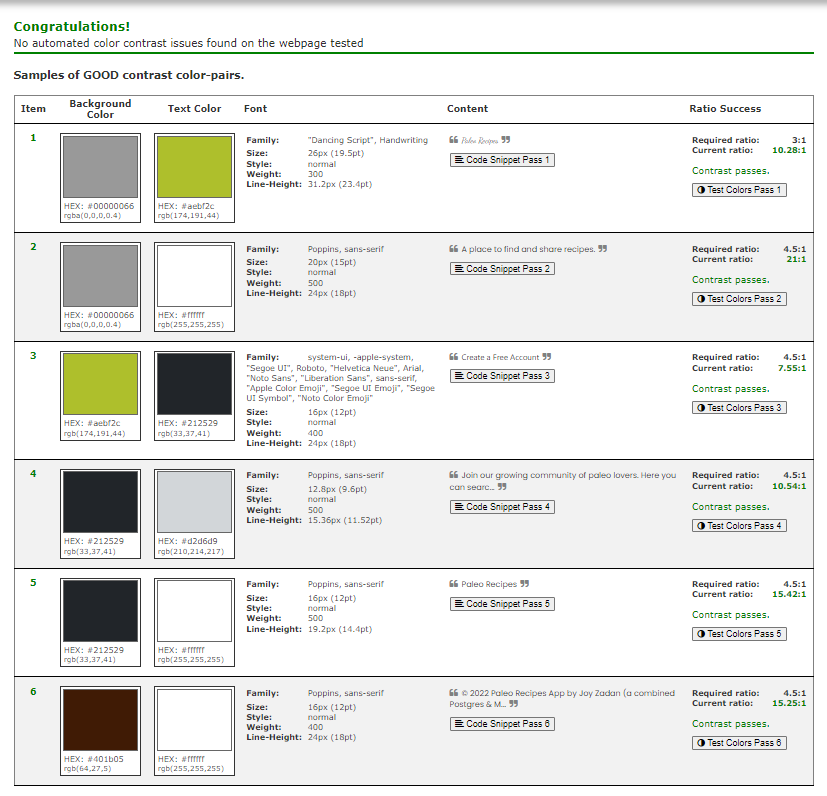 Congratulations!
No automated color contrast issues found on the webpage tested
Samples of GOOD contrast color-pairs.
Item Background Color Text Color Font Content Ratio Success
1
HEX: #00000066
rgba(0,0,0,0.4)
HEX: #aebf2c
rgb(174,191,44)
Family: "Dancing Script", Handwriting
Size: 26px (19.5pt)
Style: normal
Weight: 300
Line-Height: 31.2px (23.4pt)
❝ Paleo Recipes ❞
Code Snippet Pass 1
Required ratio: 3:1
Current ratio: 10.28:1
Contrast passes.
Test Colors Pass 1
2
HEX: #00000066
rgba(0,0,0,0.4)
HEX: #ffffff
rgb(255,255,255)
Family: Poppins, sans-serif
Size: 20px (15pt)
Style: normal
Weight: 500
Line-Height: 24px (18pt)
❝ A place to find and share recipes. ❞
Code Snippet Pass 2
Required ratio: 4.5:1
Current ratio: 21:1
Contrast passes.
Test Colors Pass 2
3
HEX: #aebf2c
rgb(174,191,44)
HEX: #212529
rgb(33,37,41)
Family: system-ui, -apple-system,
"Segoe UI", Roboto, "Helvetica Neue", Arial,
"Noto Sans", "Liberation Sans", sans-serif,
"Apple Color Emoji", "Segoe UI Emoji", "Segoe
UI Symbol", "Noto Color Emoji"
Size: 16px (12pt)
Style: normal
Weight: 400
Line-Height: 24px (18pt)
❝ Create a Free Account ❞
Code Snippet Pass 3
Required ratio: 4.5:1
Current ratio: 7.55:1
Contrast passes.
Test Colors Pass 3
4
HEX: #212529
rgb(33,37,41)
HEX: #d2d6d9
rgb(210,214,217)
Family: Poppins, sans-serif
Size: 12.8px (9.6pt)
Style: normal
Weight: 500
Line-Height: 15.36px (11.52pt)
❝ Join our growing community of paleo lovers. Here you
can searc... ❞
Code Snippet Pass 4
Required ratio: 4.5:1
Current ratio: 10.54:1
Contrast passes.
Test Colors Pass 4
5
HEX: #212529
rgb(33,37,41)
HEX: #ffffff
rgb(255,255,255)
Family: Poppins, sans-serif
Size: 16px (12pt)
Style: normal
Weight: 500
Line-Height: 19.2px (14.4pt)
❝ Paleo Recipes ❞
Code Snippet Pass 5
Required ratio: 4.5:1
Current ratio: 15.42:1
Contrast passes.
Test Colors Pass 5
6
HEX: #401b05
rgb(64,27,5)
HEX: #ffffff
rgb(255,255,255)
Family: Poppins, sans-serif
Size: 16px (12pt)
Style: normal
Weight: 400
Line-Height: 24px (18pt)
❝ © 2022 Paleo Recipes App by Joy Zadan (a combined
Postgres & M... ❞
Code Snippet Pass 6
Required ratio: 4.5:1
Current ratio: 15.25:1
Contrast passes.
Test Colors Pass 6